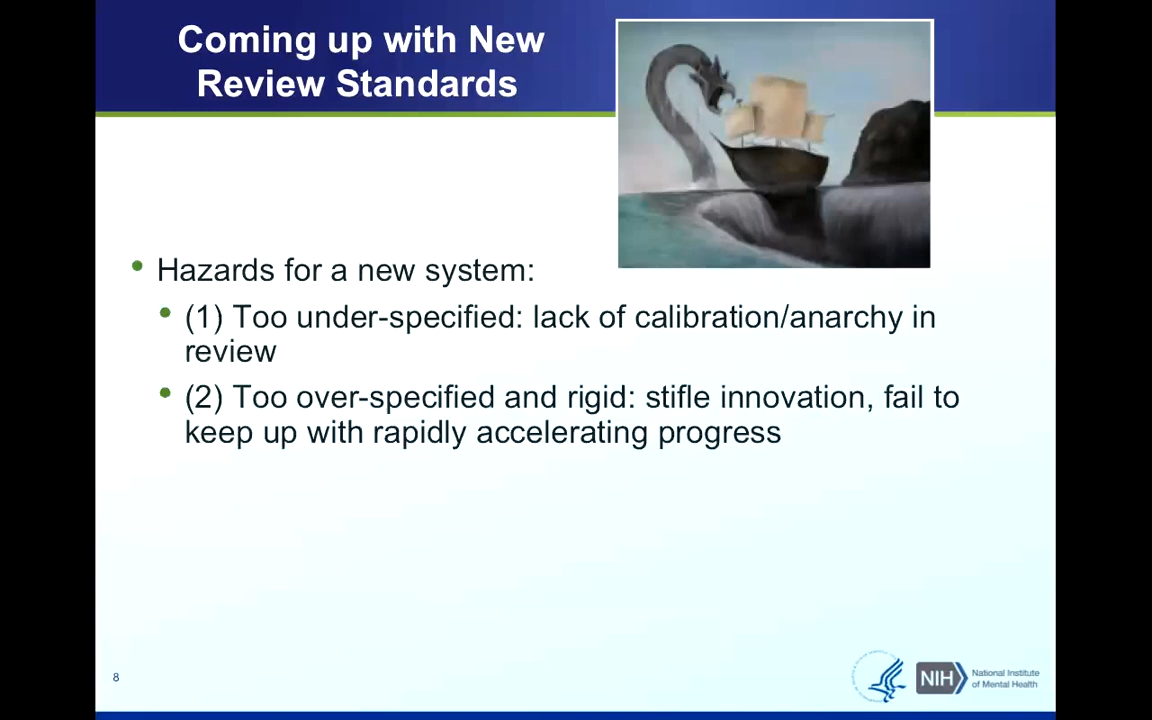 Coming up with New
Review Standards
• Hazards for a new system:
• (1) Too under-specified: lack of calibration/anarchy in
review
• (2) Too over-specified and rigid: stifle innovation, fail to
keep up with rapidly accelerating progress
8
NIH
National Institute
of Mental Health